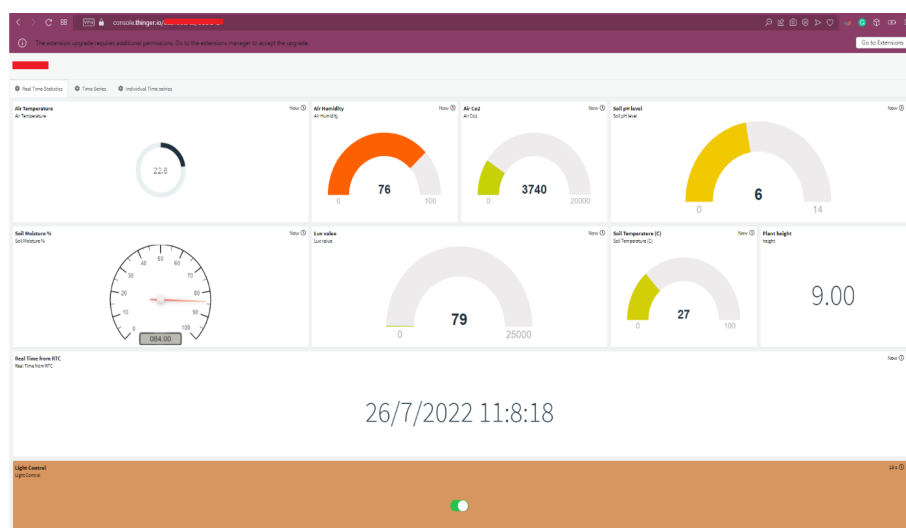 VPN console.thinger.io/
The extension upgrade requires additional permissions. Go to the extensions manager to accept the upgrade.
Go to Extensions
Real Time Statistics Time Series Individual Time series
Air Temperature Now
Air Temperature
22.8
Air Humidity Now
Air Humidity
76
0 100
Air Co2 Now
Air Co2
3740
0 20000
Soil pH level Now
Soil pH level
6
0 14
Soil Moisture % Now
Soil Moisture %
0 10 20 30 40 50 60 70 80 90 100
084.00
Lux value Now
Lux value
79
0 25000
Soil Temperature (C) Now
Soil Temperature (C)
27
0 100
Plant height
height
9.00
Real Time from RTC Now
Real Time from RTC
26/7/2022 11:8:18
Light Control
Light Control